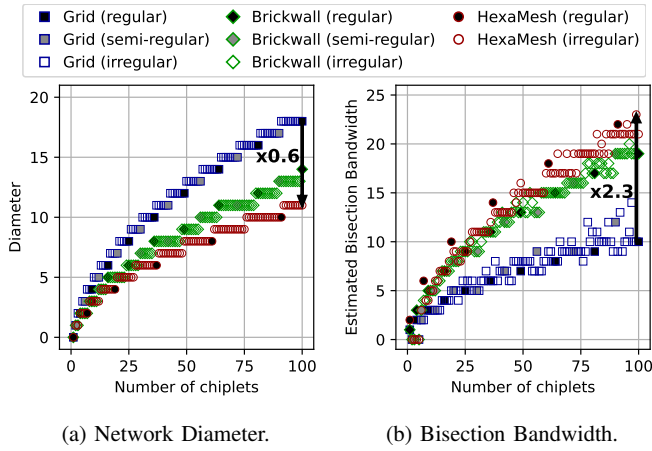 Grid (regular) Brickwall (regular) HexaMesh (regular)
Grid (semi-regular) Brickwall (semi-regular) HexaMesh (irregular)
Grid (irregular) Brickwall (irregular)
20
15
10
5
0
Diameter
x0.6
0 25 50 75 100
Number of chiplets
25
20
15
10
5
0
Estimated Bisection Bandwidth
x2.3
0 25 50 75 100
Number of chiplets
(a) Network Diameter.
(b) Bisection Bandwidth.